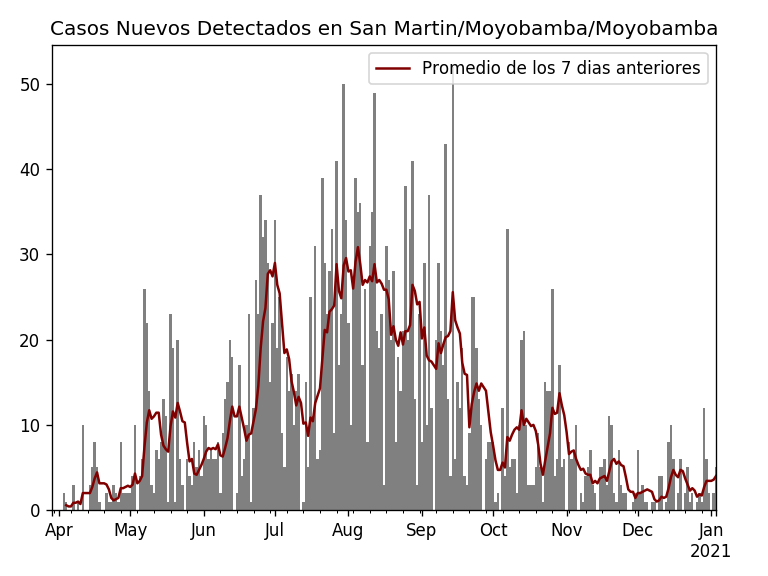 Casos Nuevos Detectados en San Martin/Moyobamba/Moyobamba
Promedio de los 7 dias anteriores
50
40
30
20
10
0
Apr May Jun Jul Aug Sep Oct Nov Dec Jan
2021